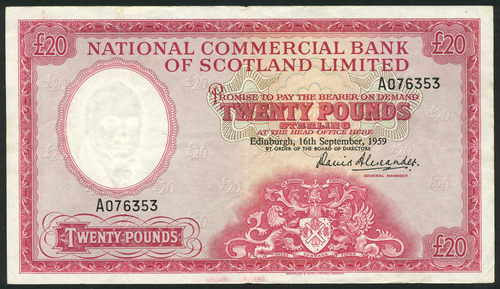 £20 £20
NATIONAL COMMERCIAL BANK
OF SCOTLAND LIMITED
A076353
PROMISE TO PAY THE BEARER ON DEMAND
TWENTY POUNDS
STERLING
AT THE HEAD OFFICE HERE
Edinburgh, 16th September, 1959
BY ORDER OF THE BOARD OF DIRECTORS
David Alexander.
GENERAL MANAGER
A076353
TWENTY POUNDS
£20 £20